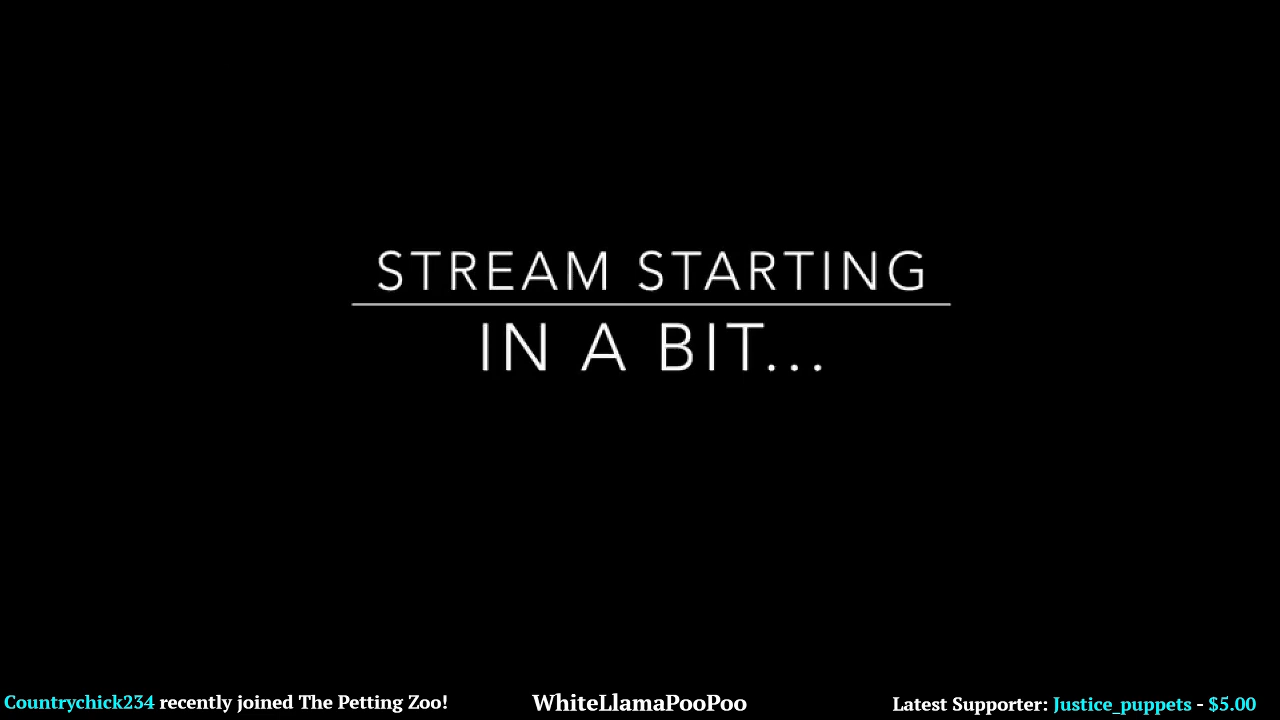 STREAM STARTING
IN A BIT...
Countrychick234 recently joined The Petting Zoo!
WhiteLlamaPooPoo
Latest Supporter: Justice_puppets - $5.00